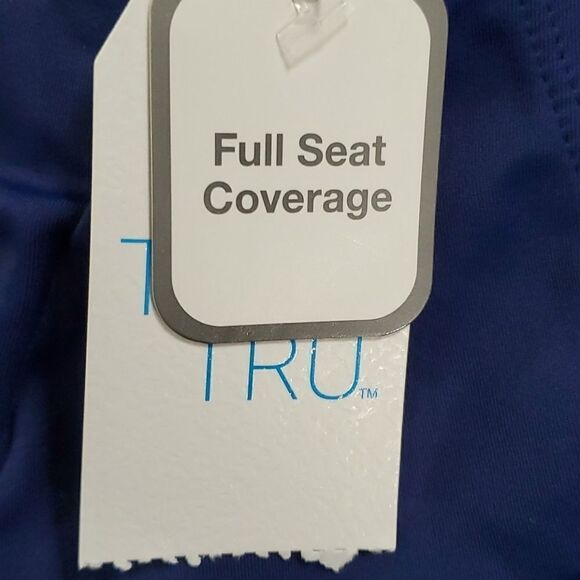 Full Seat
Coverage
TRU™